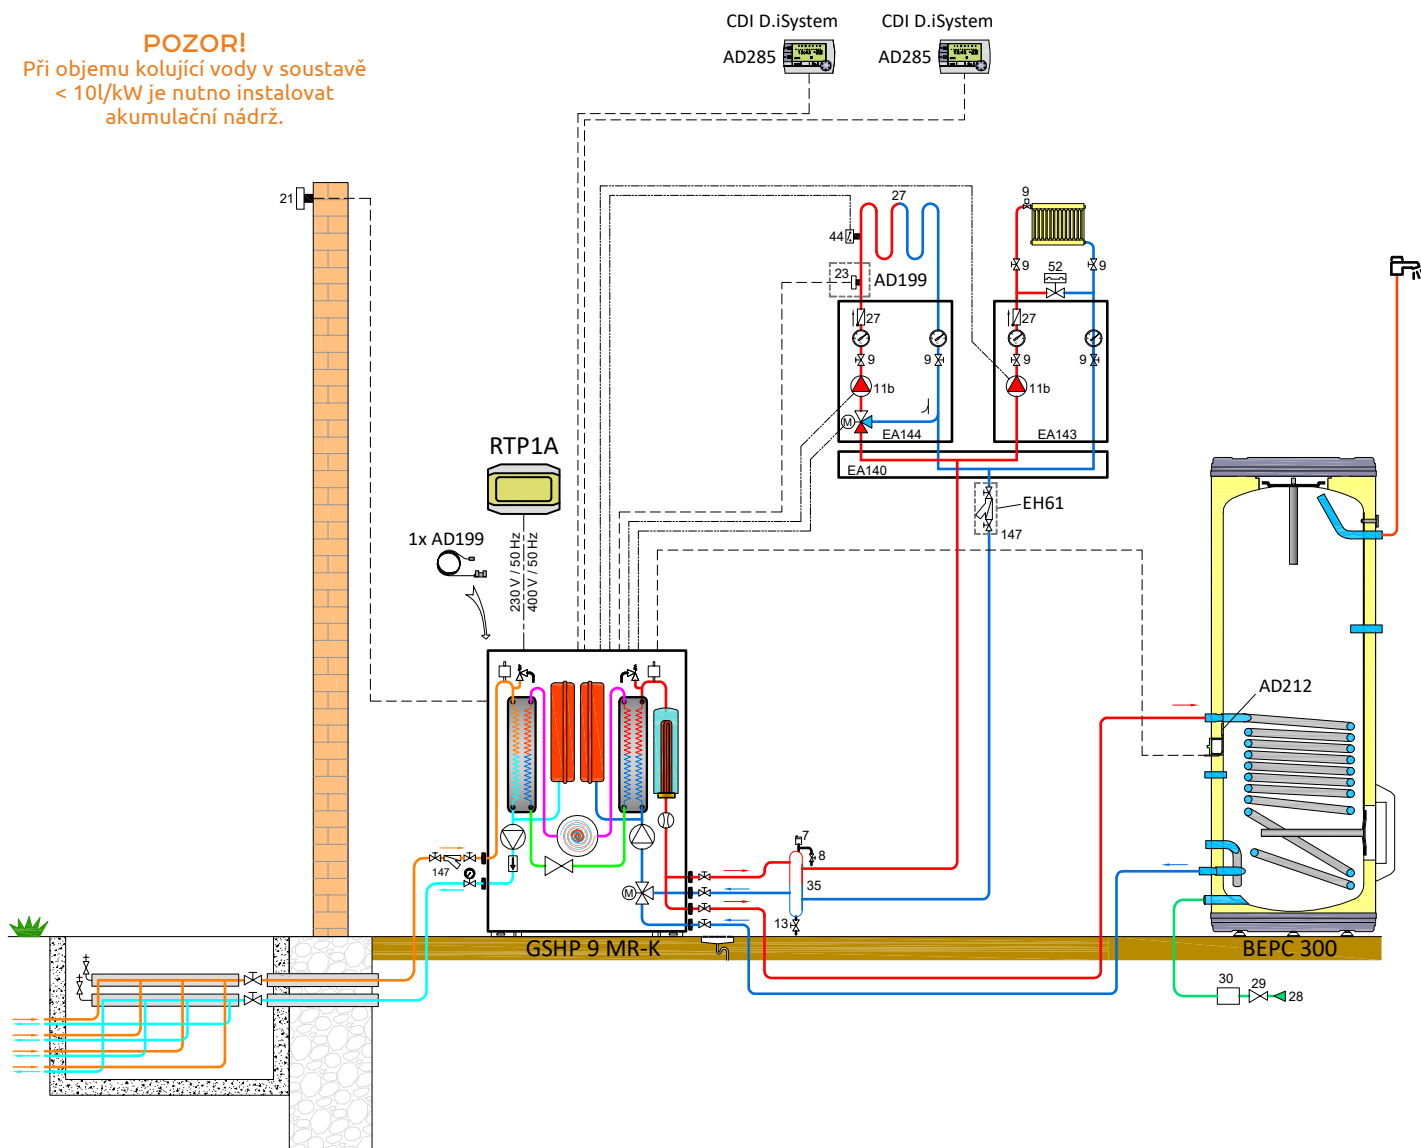 CDI D.iSystem
AD285
CDI D.iSystem
AD285
POZOR!
Při objemu kolující vody v soustavě
< 10l/kW je nutno instalovat
akumulační nádrž.
21
27
9
44
9
52
9
23
AD199
27
27
9
9
9
9
11b
11b
M
EA144
EA143
EA140
RTP1A
EH61
147
1x AD199
230 V / 50 Hz
400 V / 50 Hz
AD212
7
8
147
35
M
13
GSHP 9 MR-K
BEPC 300
30
29
28